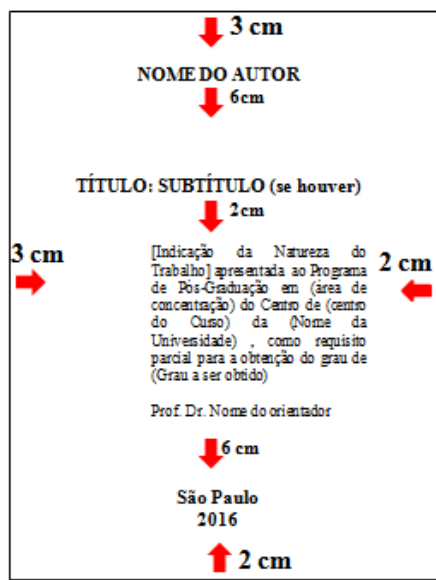 3 cm
NOME DO AUTOR
6cm
TÍTULO: SUBTÍTULO (se houver)
2cm
3 cm
2 cm
[Indicação da Natureza do
Trabalho] apresentada ao Programa
de Pós-Graduação em (área de
concentração) do Centro de (centro
do Curso) da (Nome da
Universidade) , como requisito
parcial para a obtenção do grau de
(Grau a ser obtido)
Prof. Dr. Nome do orientador
6 cm
São Paulo
2016
2 cm